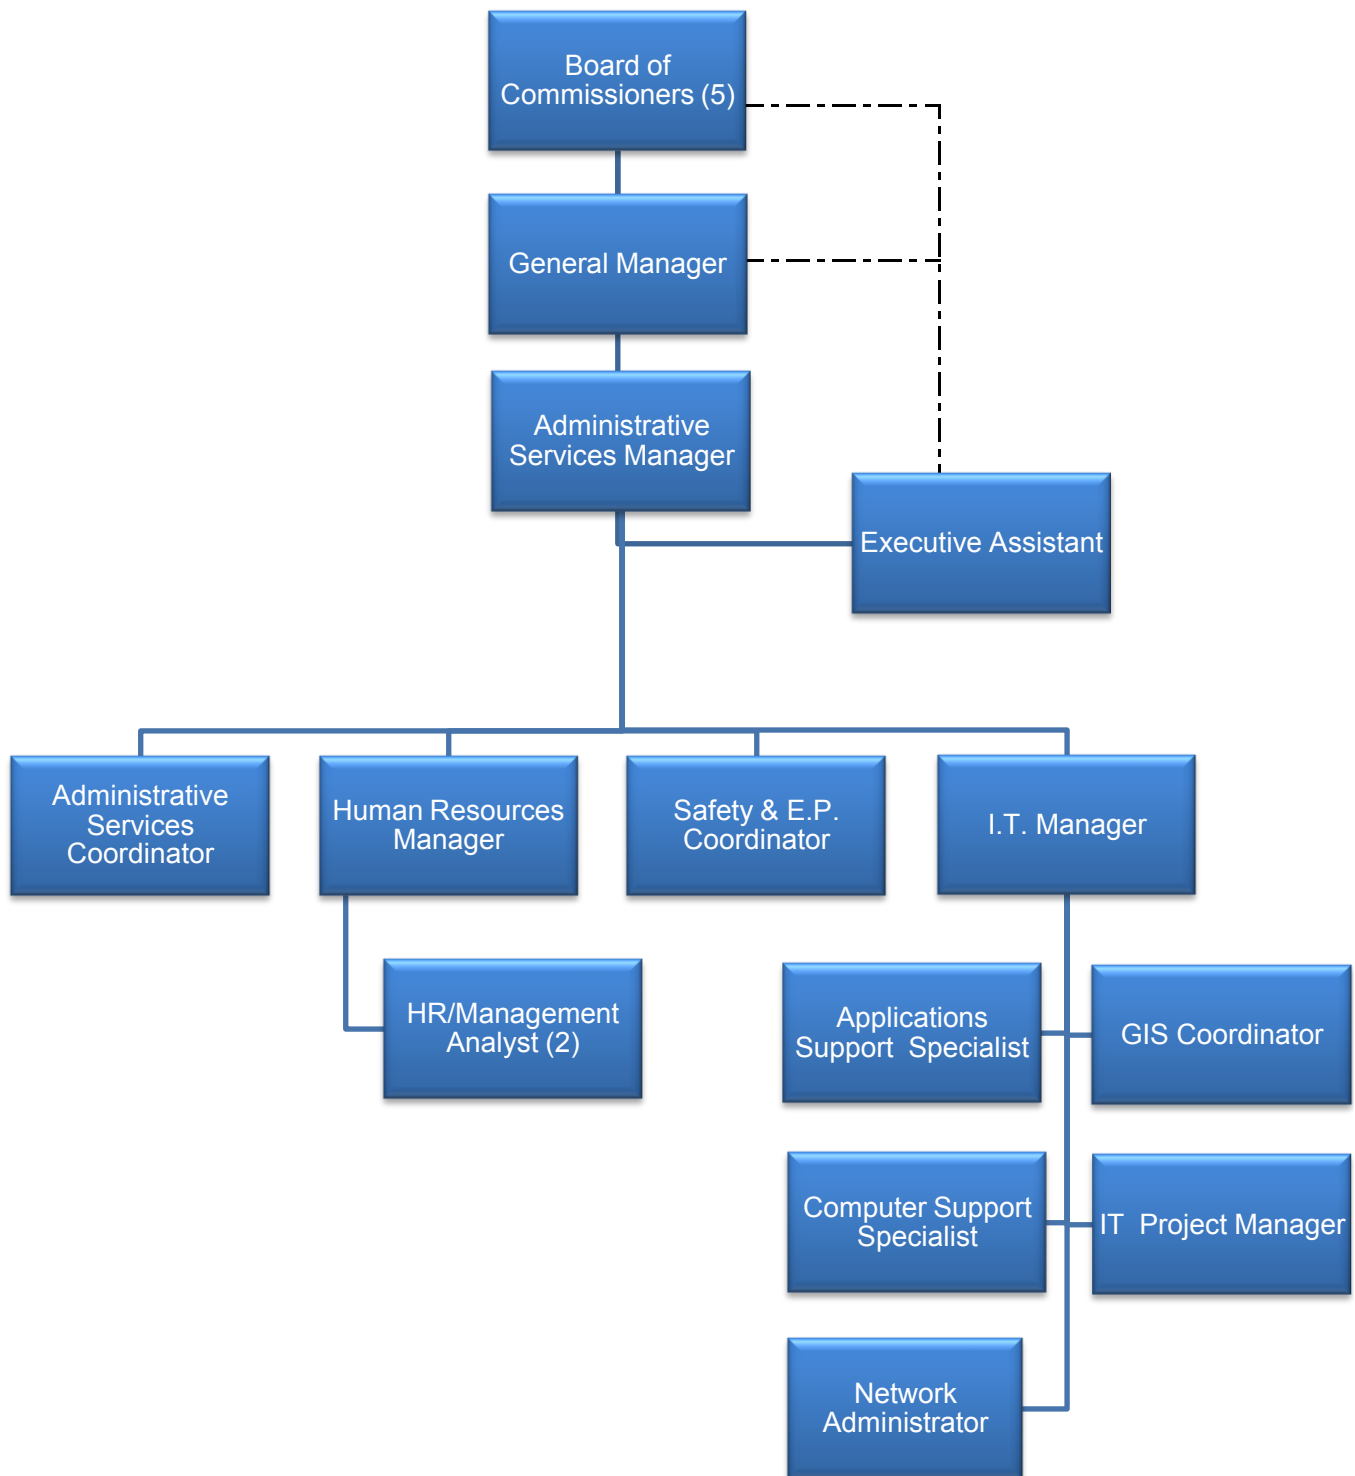 Board of
Commissioners (5)
General Manager
Administrative
Services Manager
Executive Assistant
Administrative
Services
Coordinator
Human Resources
Manager
Safety & E.P.
Coordinator
I.T. Manager
HR/Management
Analyst (2)
Applications
Support  Specialist
GIS Coordinator
Computer Support
Specialist
IT  Project Manager
Network
Administrator